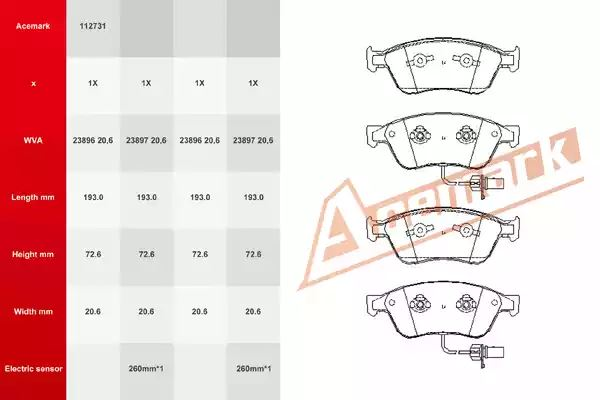 Acemark 112731
x 1X 1X 1X 1X
WVA 23896 20,6 23897 20,6 23896 20,6 23897 20,6
Length mm 193.0 193.0 193.0 193.0
Height mm 72.6 72.6 72.6 72.6
Width mm 20.6 20.6 20.6 20.6
Electric sensor 260mm*1 260mm*1
Acemark